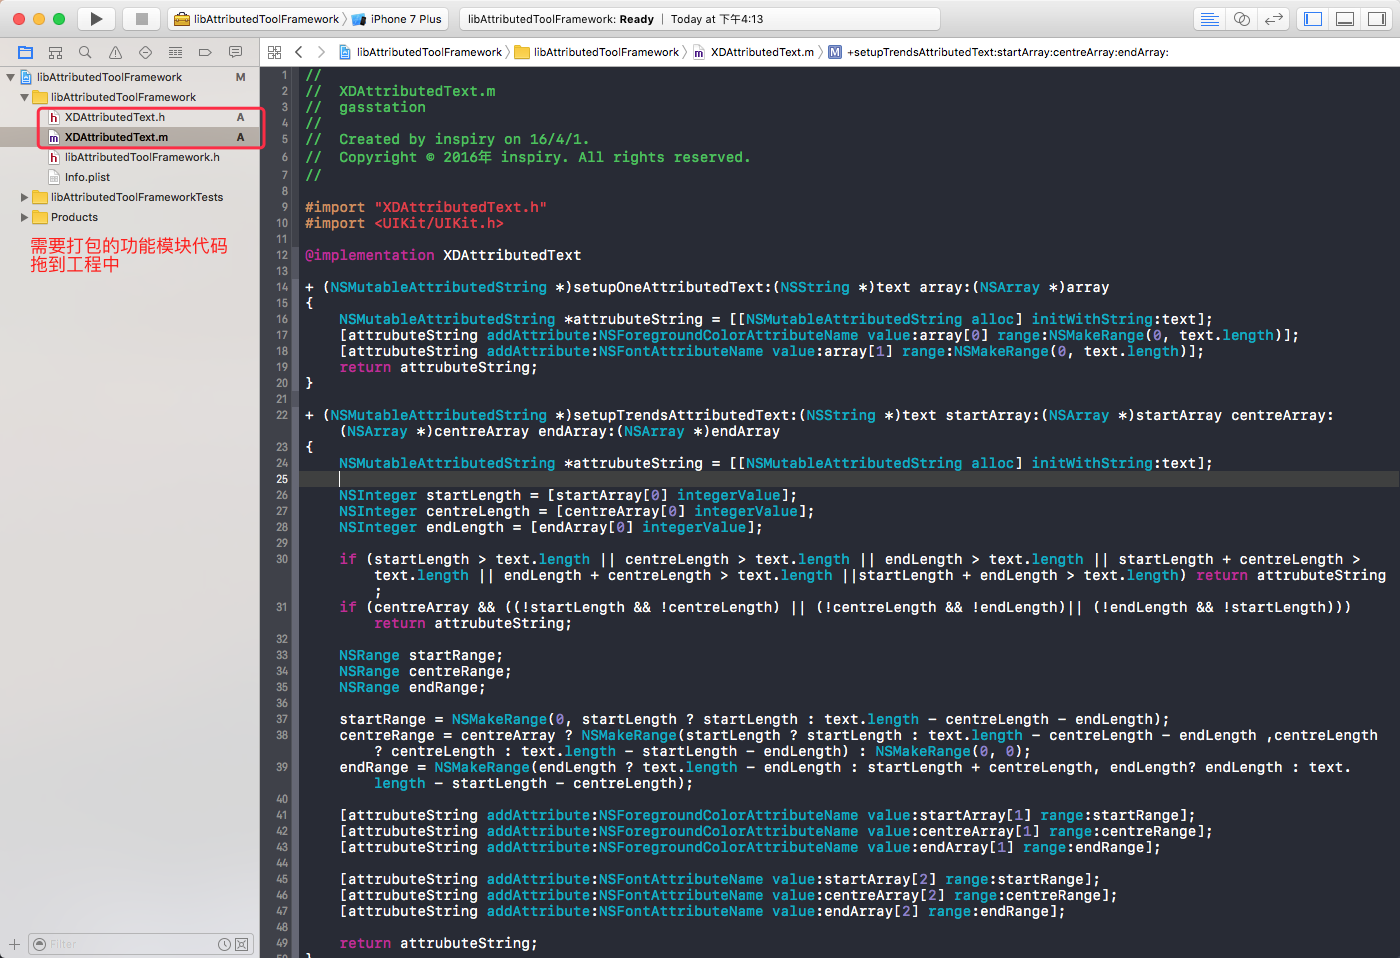 libAttributedToolFramework 〉 iPhone 7 Plus
libAttributedToolFramework: Ready | Today at 下午4:13
libAttributedToolFramework 〉 libAttributedToolFramework 〉 XDAttributedText.m 〉 M +setupTrendsAttributedText:startArray:centreArray:endArray:
libAttributedToolFramework M
libAttributedToolFramework
h XDAttributedText.h A
m XDAttributedText.m A
h libAttributedToolFramework.h
Info.plist
libAttributedToolFrameworkTests
Products
需要打包的功能模块代码
拖到工程中
Filter
1 //
2 //  XDAttributedText.m
3 //  gasstation
4 //
5 //  Created by inspiry on 16/4/1.
6 //  Copyright © 2016年 inspiry. All rights reserved.
7 //
8
9 #import "XDAttributedText.h"
10 #import <UIKit/UIKit.h>
11
12 @implementation XDAttributedText
13
14 + (NSMutableAttributedString *)setupOneAttributedText:(NSString *)text array:(NSArray *)array
15 {
16     NSMutableAttributedString *attrubuteString = [[NSMutableAttributedString alloc] initWithString:text];
17     [attrubuteString addAttribute:NSForegroundColorAttributeName value:array[0] range:NSMakeRange(0, text.length)];
18     [attrubuteString addAttribute:NSFontAttributeName value:array[1] range:NSMakeRange(0, text.length)];
19     return attrubuteString;
20 }
21
22 + (NSMutableAttributedString *)setupTrendsAttributedText:(NSString *)text startArray:(NSArray *)startArray centreArray:
(NSArray *)centreArray endArray:(NSArray *)endArray
23 {
24     NSMutableAttributedString *attrubuteString = [[NSMutableAttributedString alloc] initWithString:text];
25
26     NSInteger startLength = [startArray[0] integerValue];
27     NSInteger centreLength = [centreArray[0] integerValue];
28     NSInteger endLength = [endArray[0] integerValue];
29
30     if (startLength > text.length || centreLength > text.length || endLength > text.length || startLength + centreLength >
text.length || endLength + centreLength > text.length ||startLength + endLength > text.length) return attrubuteString
;
31     if (centreArray && ((!startLength && !centreLength) || (!centreLength && !endLength)|| (!endLength && !startLength)))
return attrubuteString;
32
33     NSRange startRange;
34     NSRange centreRange;
35     NSRange endRange;
36
37     startRange = NSMakeRange(0, startLength ? startLength : text.length - centreLength - endLength);
38     centreRange = centreArray ? NSMakeRange(startLength ? startLength : text.length - centreLength - endLength ,centreLength
? centreLength : text.length - startLength - endLength) : NSMakeRange(0, 0);
39     endRange = NSMakeRange(endLength ? text.length - endLength : startLength + centreLength, endLength? endLength : text.
length - startLength - centreLength);
40
41     [attrubuteString addAttribute:NSForegroundColorAttributeName value:startArray[1] range:startRange];
42     [attrubuteString addAttribute:NSForegroundColorAttributeName value:centreArray[1] range:centreRange];
43     [attrubuteString addAttribute:NSForegroundColorAttributeName value:endArray[1] range:endRange];
44
45     [attrubuteString addAttribute:NSFontAttributeName value:startArray[2] range:startRange];
46     [attrubuteString addAttribute:NSFontAttributeName value:centreArray[2] range:centreRange];
47     [attrubuteString addAttribute:NSFontAttributeName value:endArray[2] range:endRange];
48
49     return attrubuteString;